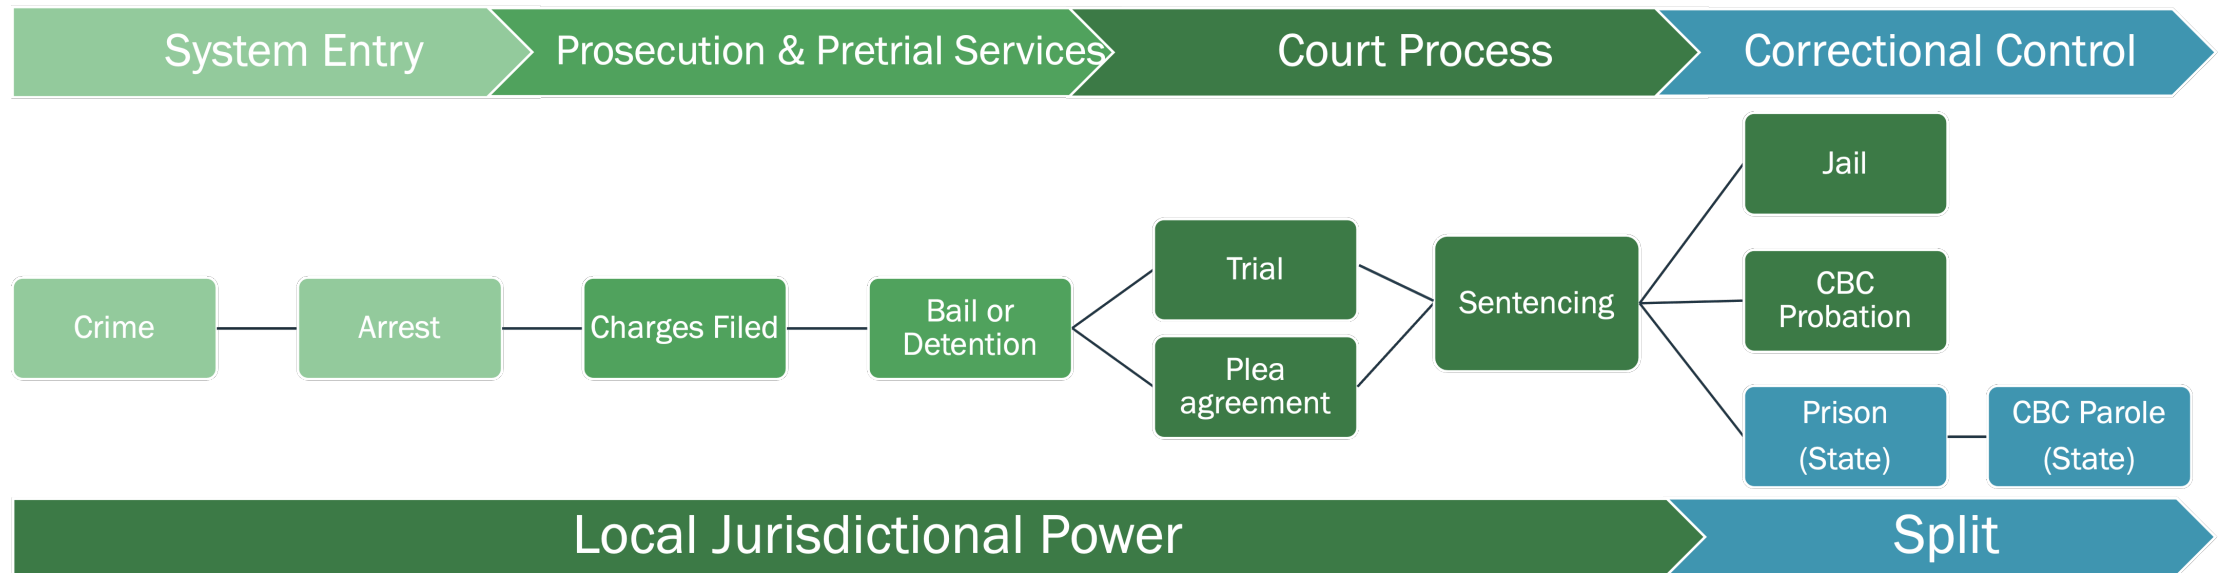 System Entry
Prosecution & Pretrial Services
Court Process
Correctional Control
Crime
Arrest
Charges Filed
Bail or
Detention
Trial
Plea
agreement
Sentencing
Jail
CBC
Probation
Prison
(State)
CBC Parole
(State)
Local Jurisdictional Power
Split